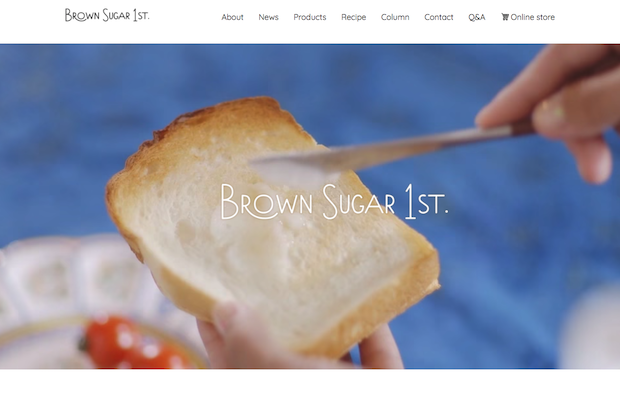 BROWN SUGAR 1ST.
About News Products Recipe Column Contact Q&A Online store
BROWN SUGAR 1ST.